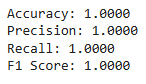 Accuracy: 1.0000
Precision: 1.0000
Recall: 1.0000
F1 Score: 1.0000